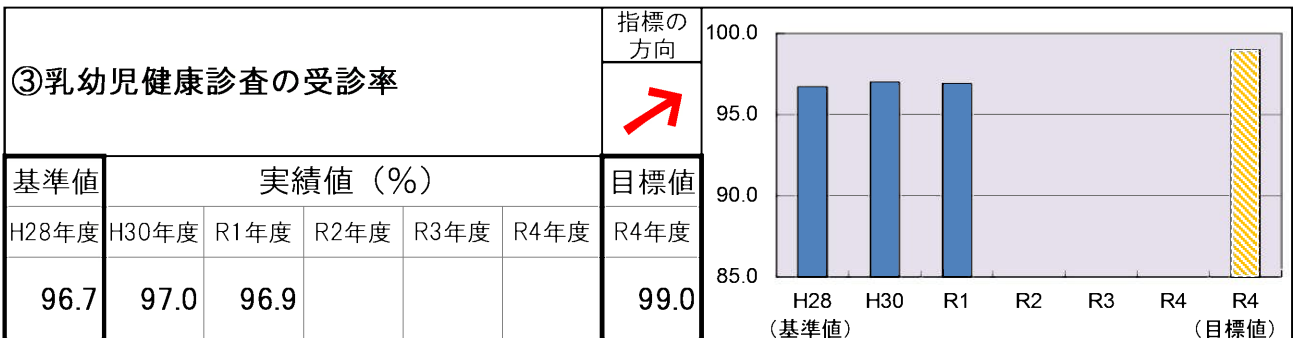 ③乳幼児健康診査の受診率
指標の
方向
基準値 実績値（%） 目標値
H28年度 H30年度 R1年度 R2年度 R3年度 R4年度 R4年度
96.7 97.0 96.9 99.0
100.0
95.0
90.0
85.0
H28 H30 R1 R2 R3 R4 R4
（基準値） （目標値）